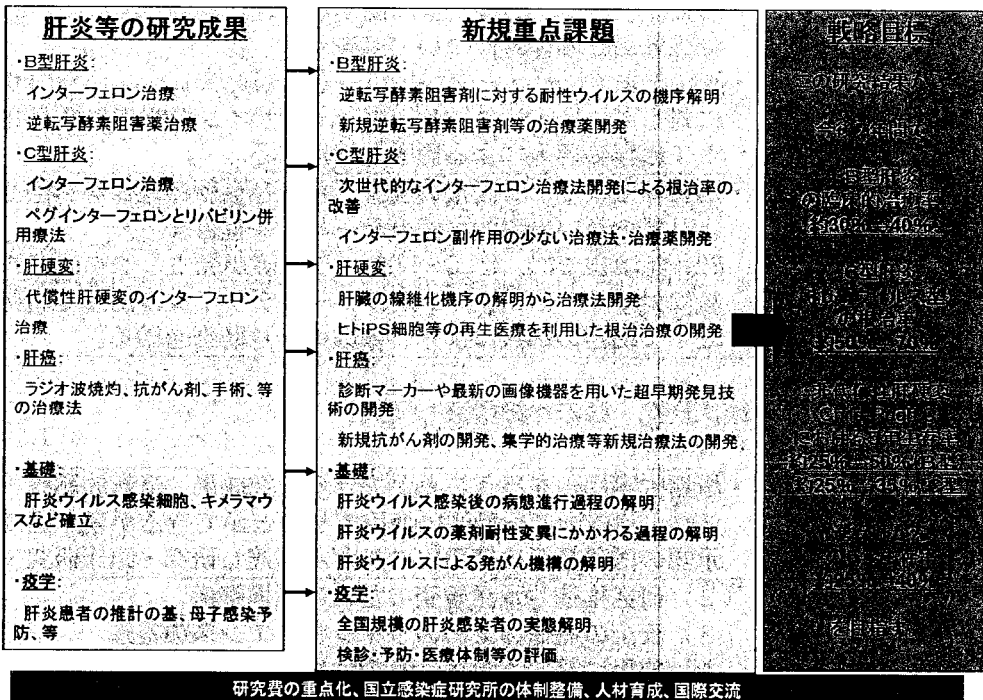 肝炎等の研究成果
・B型肝炎:
インターフェロン治療
逆転写酵素阻害薬治療
・C型肝炎:
インターフェロン治療
ペグインターフェロンとリバビリン併
用療法
・肝硬変:
代償性肝硬変のインターフェロン
治療
・肝癌:
ラジオ波焼灼、抗がん剤、手術、等
の治療法
・基礎:
肝炎ウイルス感染細胞、キメラマウ
スなど確立
・疫学:
肝炎患者の推計の基、母子感染予
防、等
新規重点課題
・B型肝炎:
逆転写酵素阻害剤に対する耐性ウイルスの機序解明
新規逆転写酵素阻害剤等の治療薬開発
・C型肝炎:
次世代的なインターフェロン治療法開発による根治率の
改善
インターフェロン副作用の少ない治療法・治療薬開発
・肝硬変:
肝臓の線維化機序の解明から治療法開発
ヒトiPS細胞等の再生医療を利用した根治治療の開発
・肝癌:
診断マーカーや最新の画像機器を用いた超早期発見技
術の開発
新規抗がん剤の開発、集学的治療等新規治療法の開発
・基礎:
肝炎ウイルス感染後の病態進行過程の解明
肝炎ウイルスの薬剤耐性変異にかかわる過程の解明
肝炎ウイルスによる発がん機構の解明
・疫学:
全国規模の肝炎感染者の実態解明
検診・予防・医療体制等の評価
戦略目標
B型肝炎
の臨床的治癒率
約30%→40%
研究費の重点化、国立感染症研究所の体制整備、人材育成、国際交流